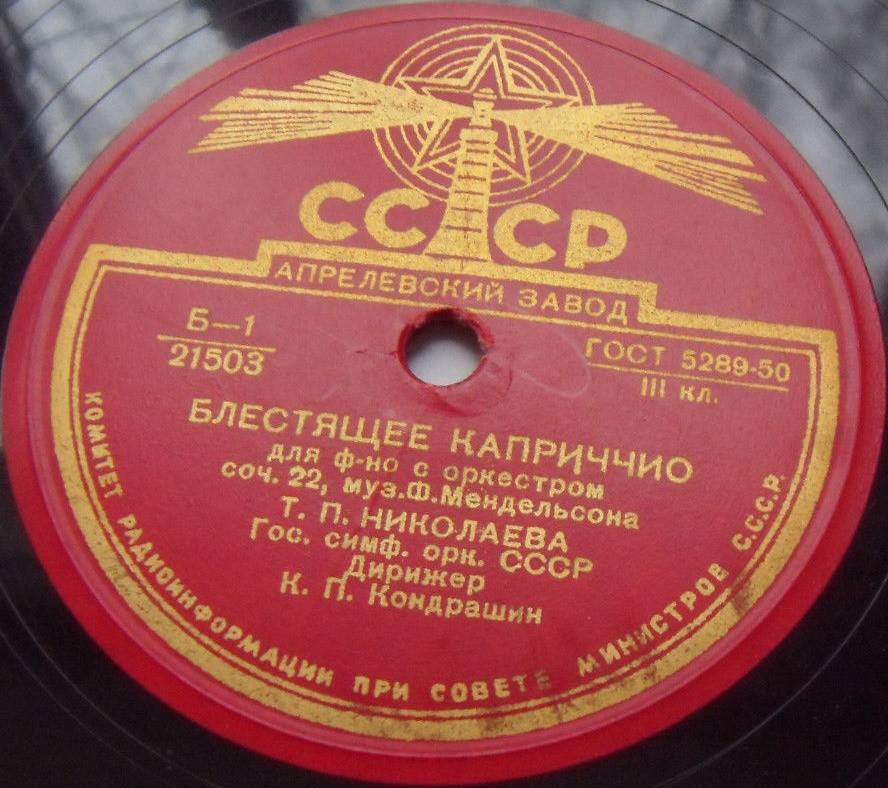 СССР
АПРЕЛЕВСКИЙ ЗАВОД
Б—1
21503
ГОСТ 5289-50
III кл.
БЛЕСТЯЩЕЕ КАПРИЧЧИО
для ф-но с оркестром
соч. 22, муз.Ф.Мендельсона
Т. П. НИКОЛАЕВА
Гос. симф. орк. СССР
Дирижер
К. П. Кондрашин
КОМИТЕТ РАДИОИНФОРМАЦИИ ПРИ СОВЕТЕ МИНИСТРОВ С.С.С.Р.